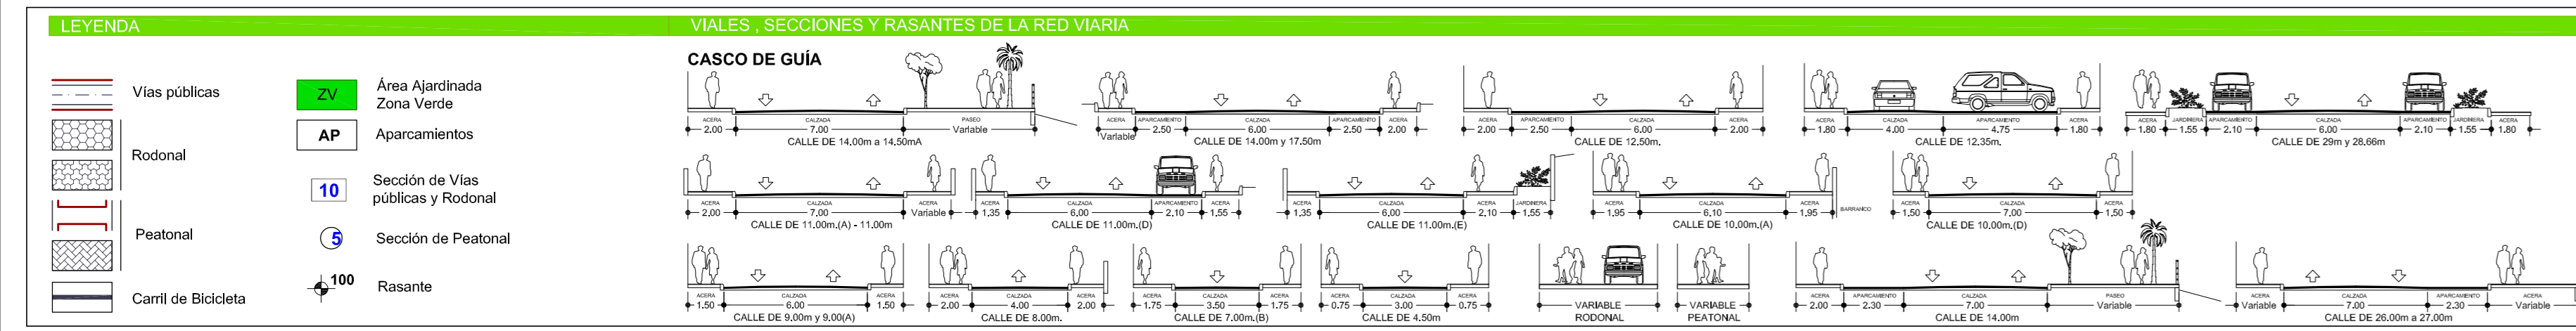 LEYENDA
VIALES , SECCIONES Y RASANTES DE LA RED VIARIA
Vías públicas
Rodonal
Peatonal
Carril de Bicicleta
ZV
Área Ajardinada
Zona Verde
AP
Aparcamientos
10
Sección de Vías
públicas y Rodonal
5
Sección de Peatonal
100
Rasante
CASCO DE GUÍA
ACERA CALZADA PASEO
2.00 7.00 Variable
CALLE DE 14.00m a 14.50mA
ACERA APARCAMIENTO CALZADA APARCAMIENTO ACERA
Variable 2.50 6.00 2.50 2.00
CALLE DE 14.00m y 17.50m
ACERA APARCAMIENTO CALZADA ACERA
2.00 2.50 6.00 2.00
CALLE DE 12.50m.
ACERA CALZADA APARCAMIENTO ACERA
1.80 4.00 4.75 1.80
CALLE DE 12.35m.
ACERA JARDINERA APARCAMIENTO CALZADA APARCAMIENTO JARDINERA ACERA
1.80 1.55 2.10 6.00 2.10 1.55 1.80
CALLE DE 29m y 28.66m
ACERA CALZADA ACERA
2,00 7,00 Variable
CALLE DE 11.00m.(A) - 11.00m
ACERA CALZADA APARCAMIENTO ACERA
1.35 6,00 2,10 1.55
CALLE DE 11.00m.(D)
ACERA CALZADA ACERA JARDINERA
1.35 6,00 2,10 1.55
CALLE DE 11.00m.(E)
ACERA CALZADA ACERA
1.95 6,10 1.95
BARRANCO
CALLE DE 10,00m.(A)
ACERA CALZADA ACERA
1.50 7,00 1.50
CALLE DE 10,00m.(D)
ACERA CALZADA ACERA
1.50 6.00 1.50
CALLE DE 9.00m y 9.00(A)
ACERA CALZADA ACERA
2.00 4.00 2.00
CALLE DE 8.00m.
ACERA CALZADA ACERA
1.75 3.50 1.75
CALLE DE 7.00m.(B)
ACERA CALZADA ACERA
0.75 3.00 0.75
CALLE DE 4.50m
VARIABLE
RODONAL
VARIABLE
PEATONAL
ACERA APARCAMIENTO CALZADA PASEO
2.00 2.30 7.00 Variable
CALLE DE 14.00m
ACERA CALZADA APARCAMIENTO ACERA
Variable 7.00 2.30 Variable
CALLE DE 26.00m a 27.00m